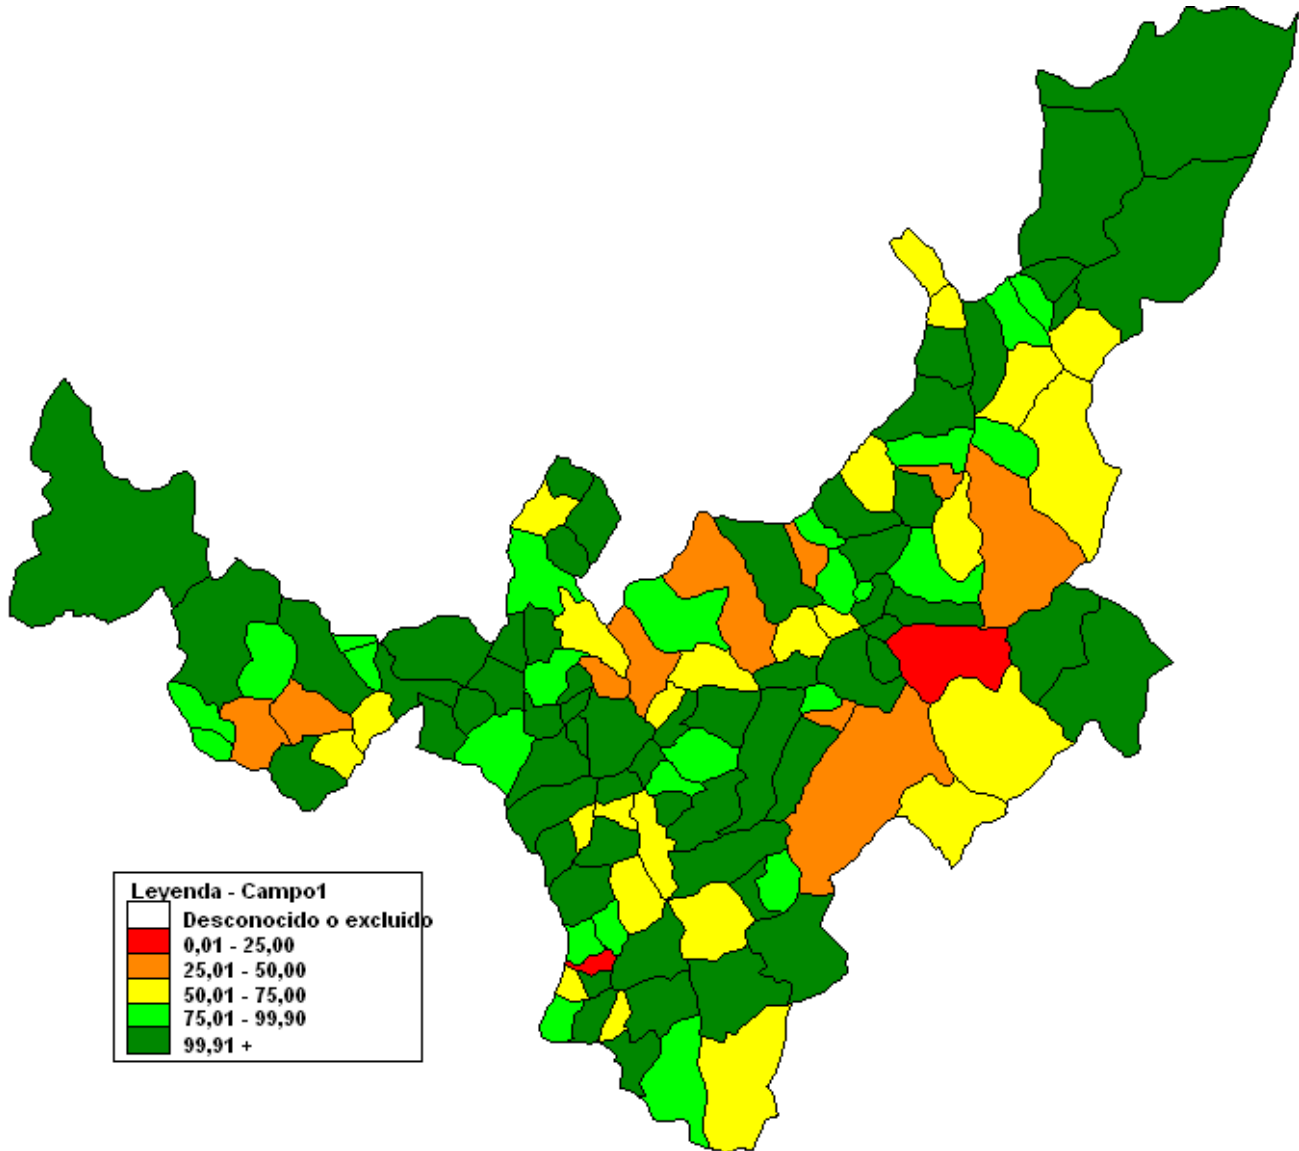 Leyenda - Campo1
Desconocido o excluido
0,01 - 25,00
25,01 - 50,00
50,01 - 75,00
75,01 - 99,90
99,91 +